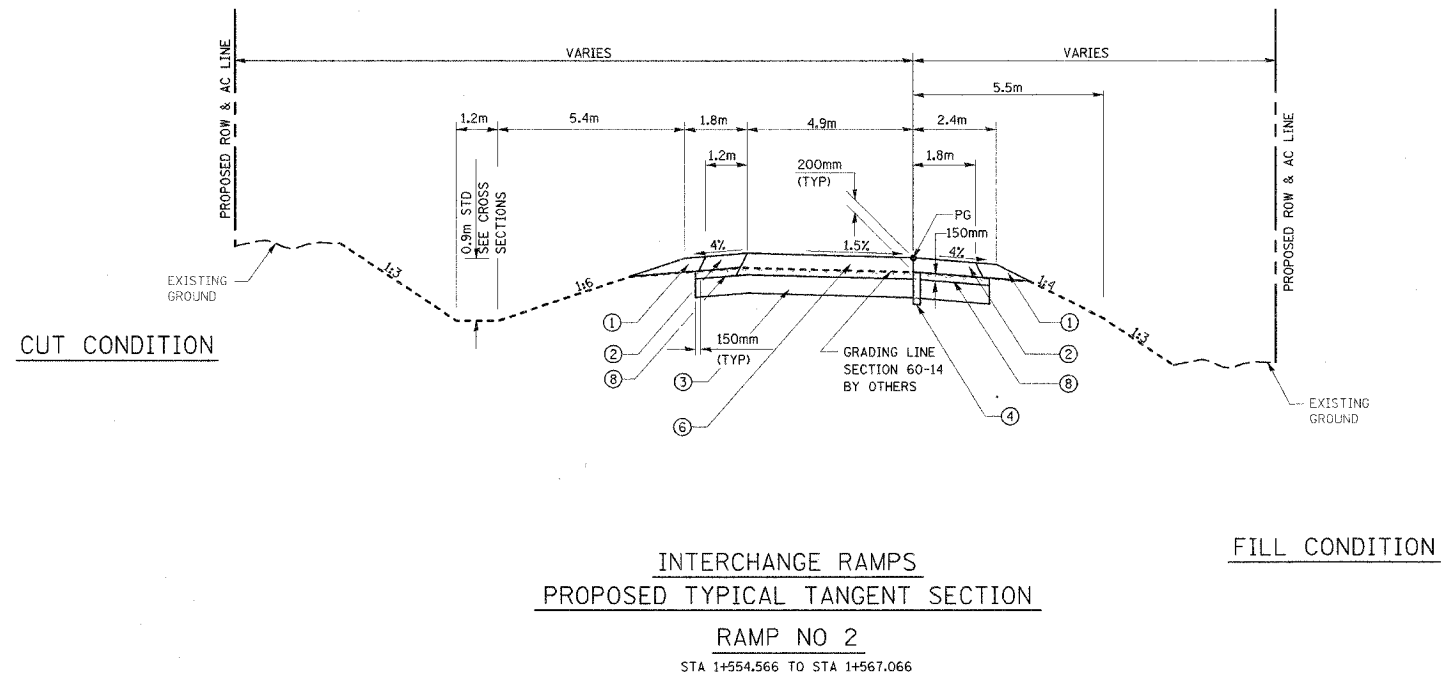 VARIES
VARIES
PROPOSED ROW & AC LINE
PROPOSED ROW & AC LINE
5.5m
1.2m
5.4m
1.8m
4.9m
2.4m
1.2m
1.8m
200mm
(TYP)
0.9m STD
SEE CROSS
SECTIONS
PG
150mm
4%
1.5%
4%
EXISTING
GROUND
1:3
1:6
1:4
1:3
CUT CONDITION
1
2
8
150mm
(TYP)
3
6
GRADING LINE
SECTION 60-14
BY OTHERS
1
2
8
4
EXISTING
GROUND
FILL CONDITION
INTERCHANGE RAMPS
PROPOSED TYPICAL TANGENT SECTION
RAMP NO 2
STA 1+554.566 TO STA 1+567.066